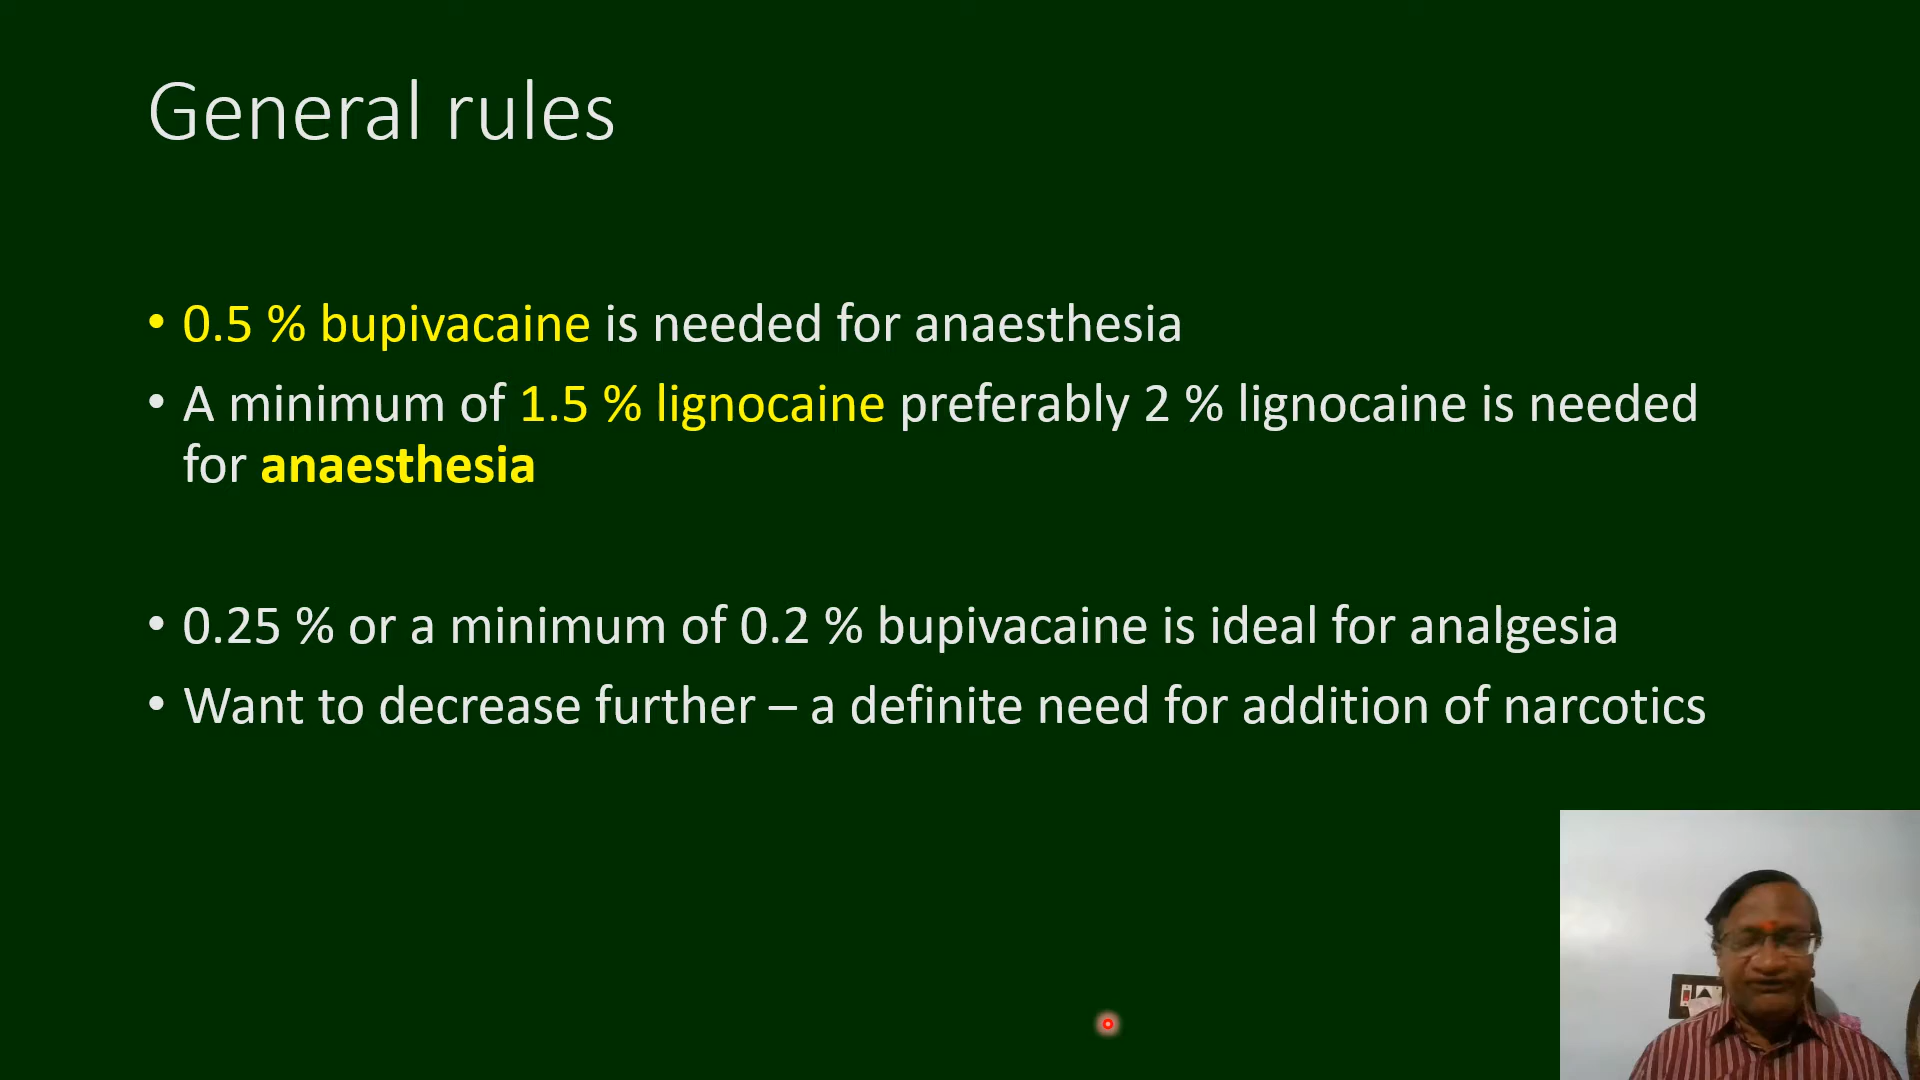 General rules
• 0.5 % bupivacaine is needed for anaesthesia
• A minimum of 1.5 % lignocaine preferably 2 % lignocaine is needed
for anaesthesia
• 0.25 % or a minimum of 0.2 % bupivacaine is ideal for analgesia
• Want to decrease further – a definite need for addition of narcotics